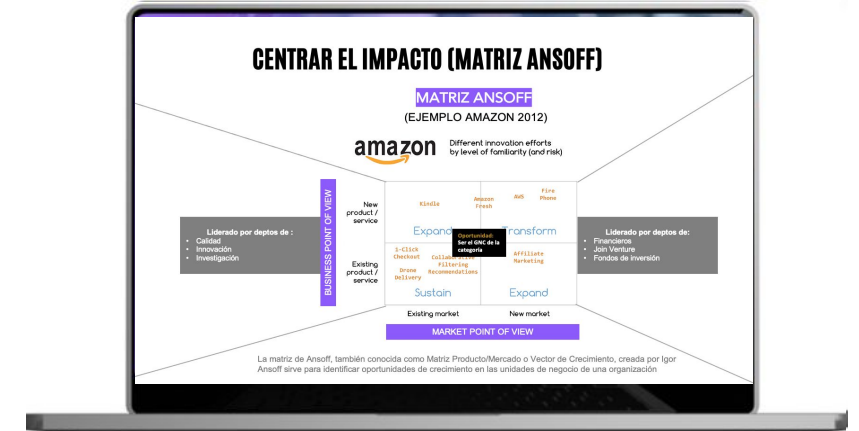 CENTRAR EL IMPACTO (MATRIZ ANSOFF)
MATRIZ ANSOFF
(EJEMPLO AMAZON 2012)
amazon
Different innovation efforts
by level of familiarity (and risk)
BUSINESS POINT OF VIEW
New
product /
service
Existing
product /
service
Kindle
Amazon
Fresh
AWS
Fire
Phone
Expand
Transform
Oportunidad:
Ser el GNC de la
categoría
1-Click
Checkout
Collaborative
Filtering
Recommendations
Drone
Delivery
Affiliate
Marketing
Sustain
Expand
Existing market
New market
MARKET POINT OF VIEW
Liderado por deptos de :
• Calidad
• Innovación
• Investigación
Liderado por deptos de:
• Financieros
• Join Venture
• Fondos de inversión
La matriz de Ansoff, también conocida como Matriz Producto/Mercado o Vector de Crecimiento, creada por Igor
Ansoff sirve para identificar oportunidades de crecimiento en las unidades de negocio de una organización